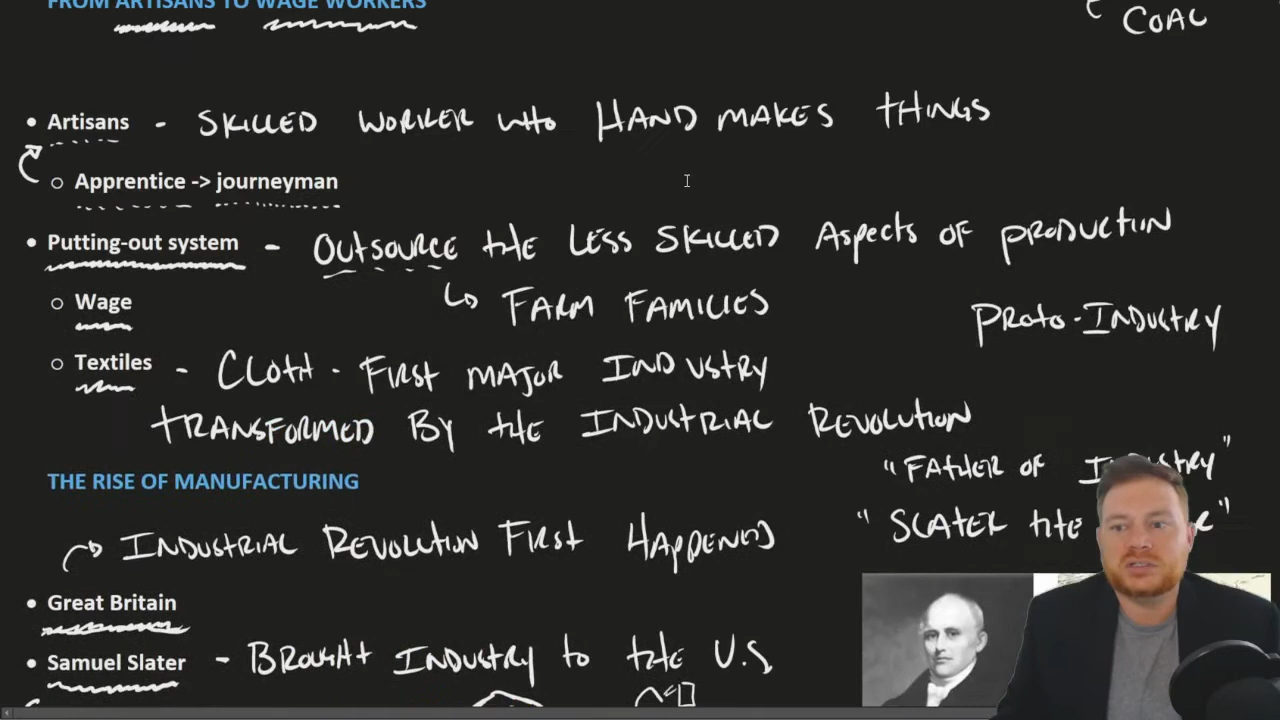 FROM ARTISANS TO WAGE WORKERS
COAL
• Artisans - SKILLED WORKER WHO HAND MAKES THINGS
○ Apprentice -> journeyman
• Putting-out system - OUTSOURCE THE LESS SKILLED ASPECTS OF PRODUCTION
○ Wage
FARM FAMILIES
PROTO-INDUSTRY
○ Textiles - CLOTH - FIRST MAJOR INDUSTRY
TRANSFORMED BY THE INDUSTRIAL REVOLUTION
"FATHER OF
THE RISE OF MANUFACTURING
"SLATER THE
INDUSTRIAL REVOLUTION FIRST HAPPENED
• Great Britain
• Samuel Slater - BROUGHT INDUSTRY TO THE U.S.